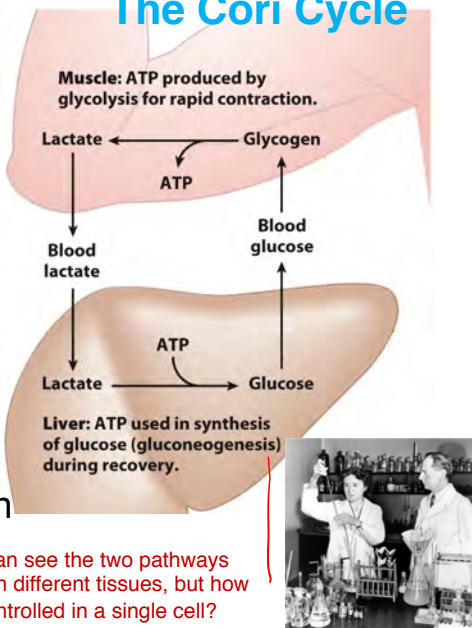 The Cori Cycle
Muscle: ATP produced by
glycolysis for rapid contraction.
Lactate
Glycogen
ATP
Blood
glucose
Blood
lactate
ATP
Lactate
Glucose
Liver: ATP used in synthesis
of glucose (gluconeogenesis)
during recovery.
n
an see the two pathways
n different tissues, but how
ntrolled in a single cell?